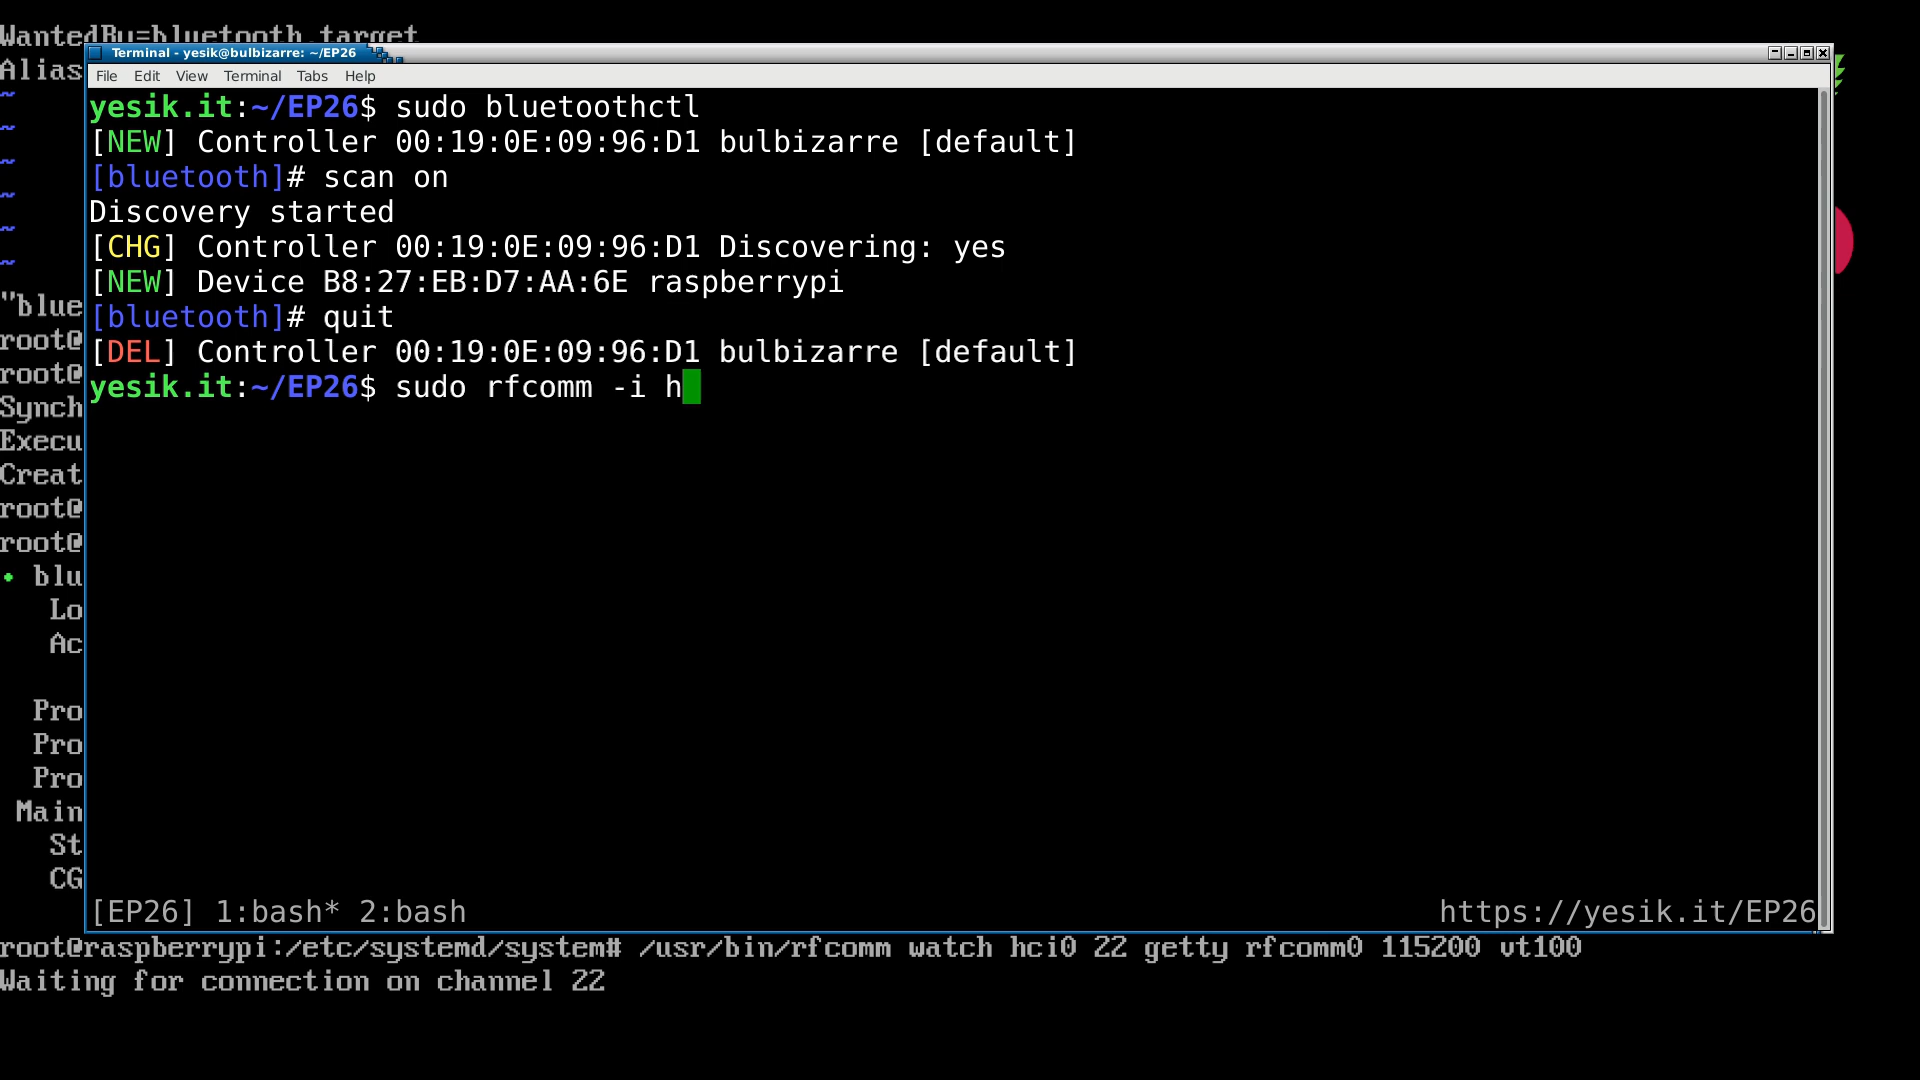 WantedBy=bluetooth.target
Terminal - yesik@bulbizarre: ~/EP26
Alias
File Edit View Terminal Tabs Help
~
yesik.it:~/EP26$ sudo bluetoothctl
~
[NEW] Controller 00:19:0E:09:96:D1 bulbizarre [default]
~
[bluetooth]# scan on
~
Discovery started
~
[CHG] Controller 00:19:0E:09:96:D1 Discovering: yes
~
[NEW] Device B8:27:EB:D7:AA:6E raspberrypi
"blue
[bluetooth]# quit
root@
[DEL] Controller 00:19:0E:09:96:D1 bulbizarre [default]
root@
yesik.it:~/EP26$ sudo rfcomm -i h
Synch
Execu
Creat
root@
root@
• blu
Lo
Ac
Pro
Pro
Pro
Main
St
CG
[EP26] 1:bash* 2:bash https://yesik.it/EP26
root@raspberrypi:/etc/systemd/system# /usr/bin/rfcomm watch hci0 22 getty rfcomm0 115200 vt100
Waiting for connection on channel 22